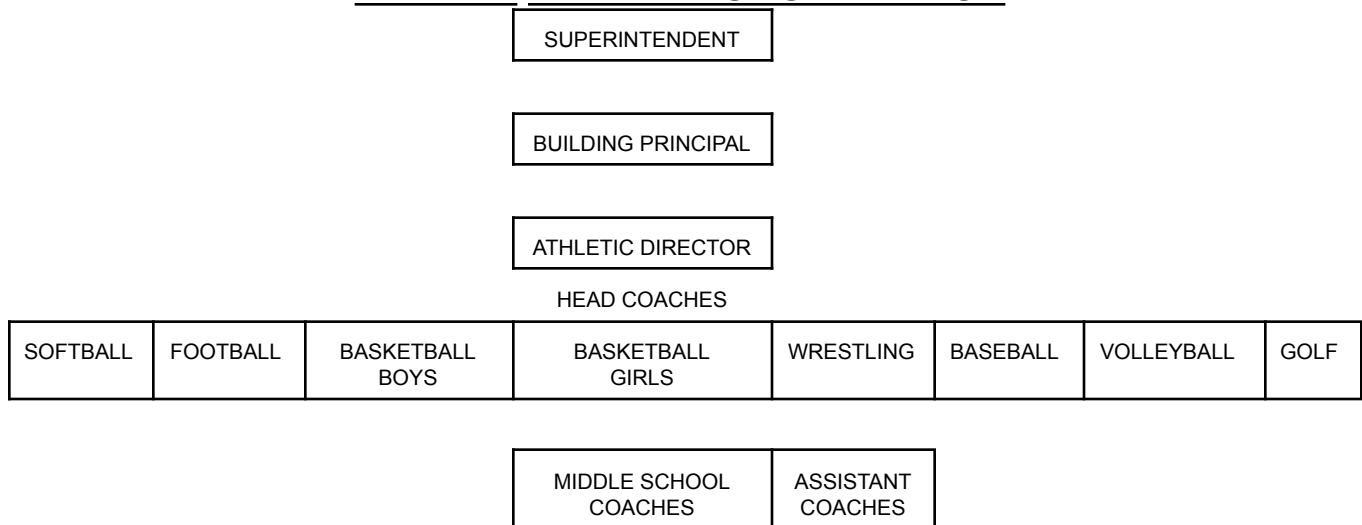 SUPERINTENDENT
BUILDING PRINCIPAL
ATHLETIC DIRECTOR
HEAD COACHES
SOFTBALL FOOTBALL BASKETBALL BASKETBALL WRESTLING BASEBALL VOLLEYBALL GOLF
BOYS GIRLS
MIDDLE SCHOOL ASSISTANT
COACHES COACHES